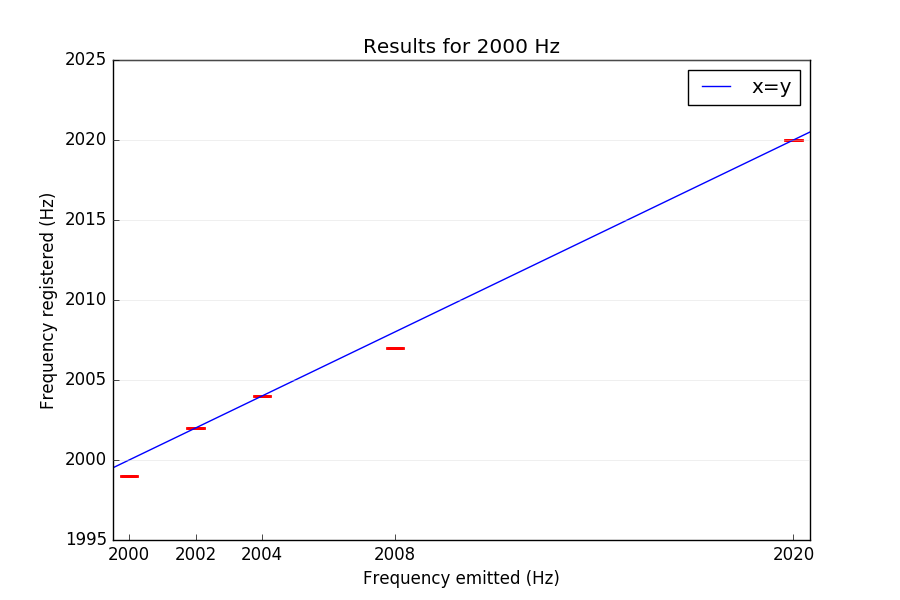 Results for 2000 Hz
x=y
2025
2020
2015
2010
2005
2000
1995
Frequency registered (Hz)
2000 2002 2004 2008 2020
Frequency emitted (Hz)